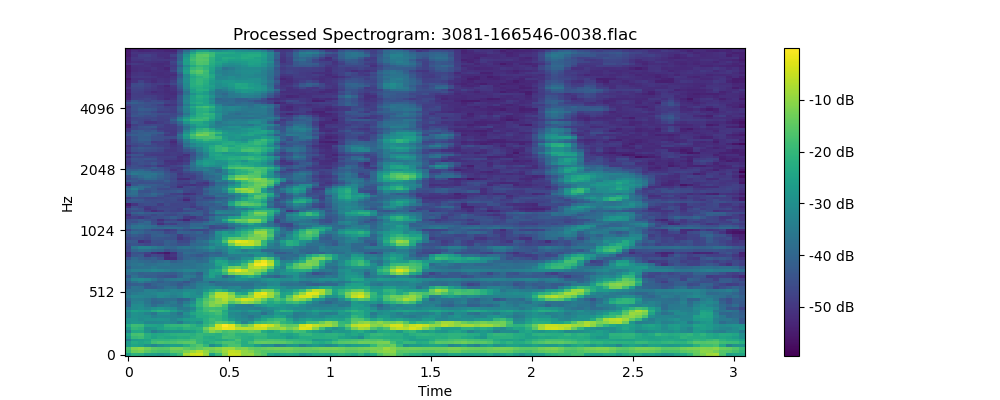 Processed Spectrogram: 3081-166546-0038.flac
4096
2048
1024
512
0
Hz
0 0.5 1 1.5 2 2.5 3
Time
-10 dB
-20 dB
-30 dB
-40 dB
-50 dB